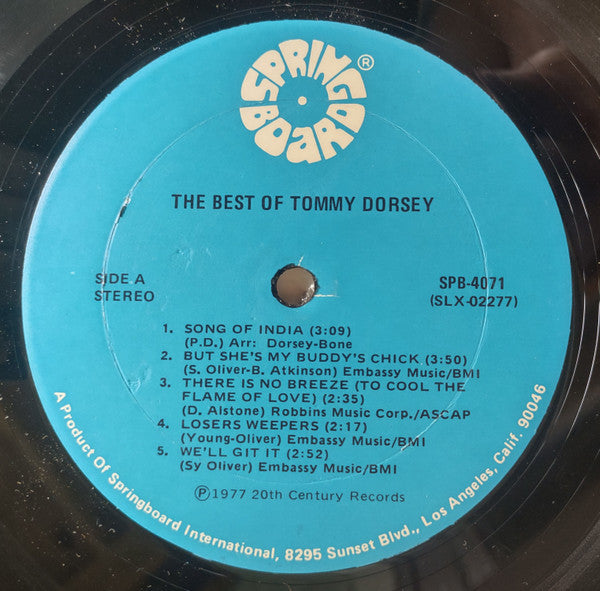 SPRING BOARD ®
THE BEST OF TOMMY DORSEY
SIDE A
STEREO
SPB-4071
(SLX-02277)
1. SONG OF INDIA (3:09)
(P.D.) Arr: Dorsey-Bone
2. BUT SHE'S MY BUDDY'S CHICK (3:50)
(S. Oliver-B. Atkinson) Embassy Music/BMI
3. THERE IS NO BREEZE (TO COOL THE
FLAME OF LOVE) (2:35)
(D. Alstone) Robbins Music Corp./ASCAP
4. LOSERS WEEPERS (2:17)
(Young-Oliver) Embassy Music/BMI
5. WE'LL GIT IT (2:52)
(Sy Oliver) Embassy Music/BMI
℗ 1977 20th Century Records
A Product Of Springboard International, 8295 Sunset Blvd., Los Angeles, Calif. 90046